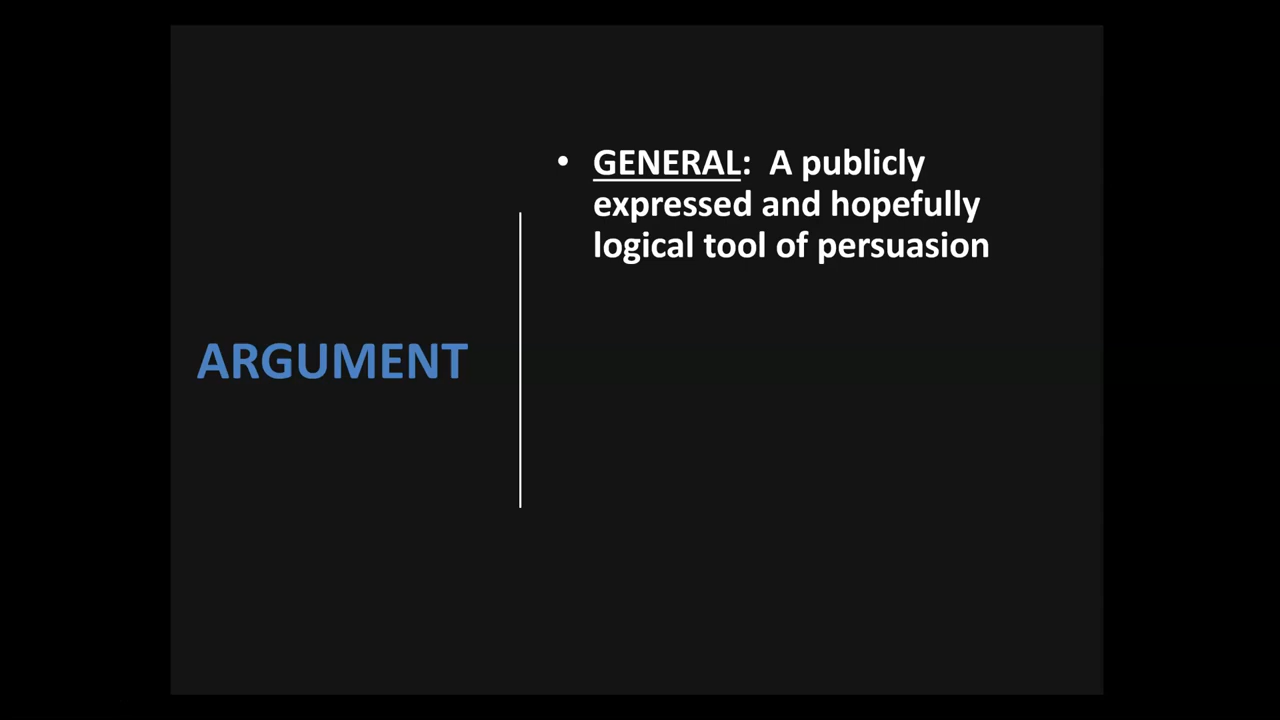 ARGUMENT
• GENERAL:  A publicly
expressed and hopefully
logical tool of persuasion